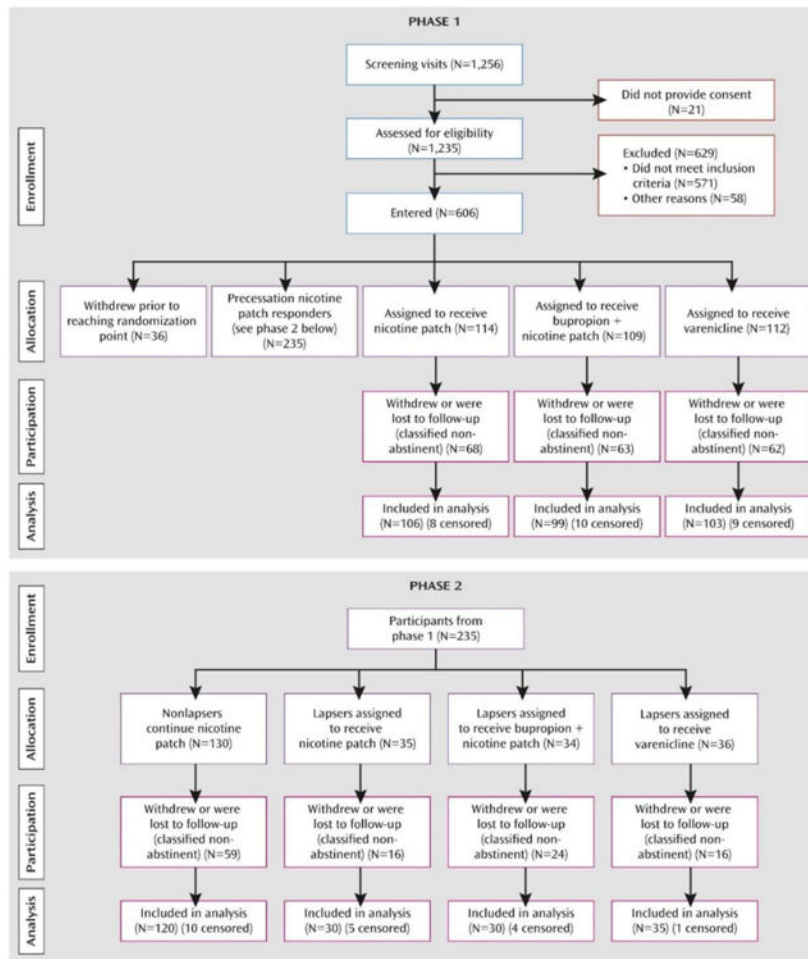 PHASE 1
Screening visits (N=1,256)
Did not provide consent
(N=21)
Enrollment
Assessed for eligibility
(N=1,235)
Excluded (N=629)
• Did not meet inclusion
criteria (N=571)
• Other reasons (N=58)
Entered (N=606)
Allocation
Withdrew prior to
reaching randomization
point (N=36)
Precessation nicotine
patch responders
(see phase 2 below)
(N=235)
Assigned to receive
nicotine patch (N=114)
Assigned to receive
bupropion +
nicotine patch (N=109)
Assigned to receive
varenicline (N=112)
Participation
Withdrew or were
lost to follow-up
(classified non-
abstinent) (N=68)
Withdrew or were
lost to follow-up
(classified non-
abstinent) (N=63)
Withdrew or were
lost to follow-up
(classified non-
abstinent) (N=62)
Analysis
Included in analysis
(N=106) (8 censored)
Included in analysis
(N=99) (10 censored)
Included in analysis
(N=103) (9 censored)
PHASE 2
Enrollment
Participants from
phase 1 (N=235)
Allocation
Nonlapsers
continue nicotine
patch (N=130)
Lapsers assigned
to receive
nicotine patch (N=35)
Lapsers assigned
to receive bupropion +
nicotine patch (N=34)
Lapsers assigned
to receive
varenicline (N=36)
Participation
Withdrew or were
lost to follow-up
(classified non-
abstinent) (N=59)
Withdrew or were
lost to follow-up
(classified non-
abstinent) (N=16)
Withdrew or were
lost to follow-up
(classified non-
abstinent) (N=24)
Withdrew or were
lost to follow-up
(classified non-
abstinent) (N=16)
Analysis
Included in analysis
(N=120) (10 censored)
Included in analysis
(N=30) (5 censored)
Included in analysis
(N=30) (4 censored)
Included in analysis
(N=35) (1 censored)